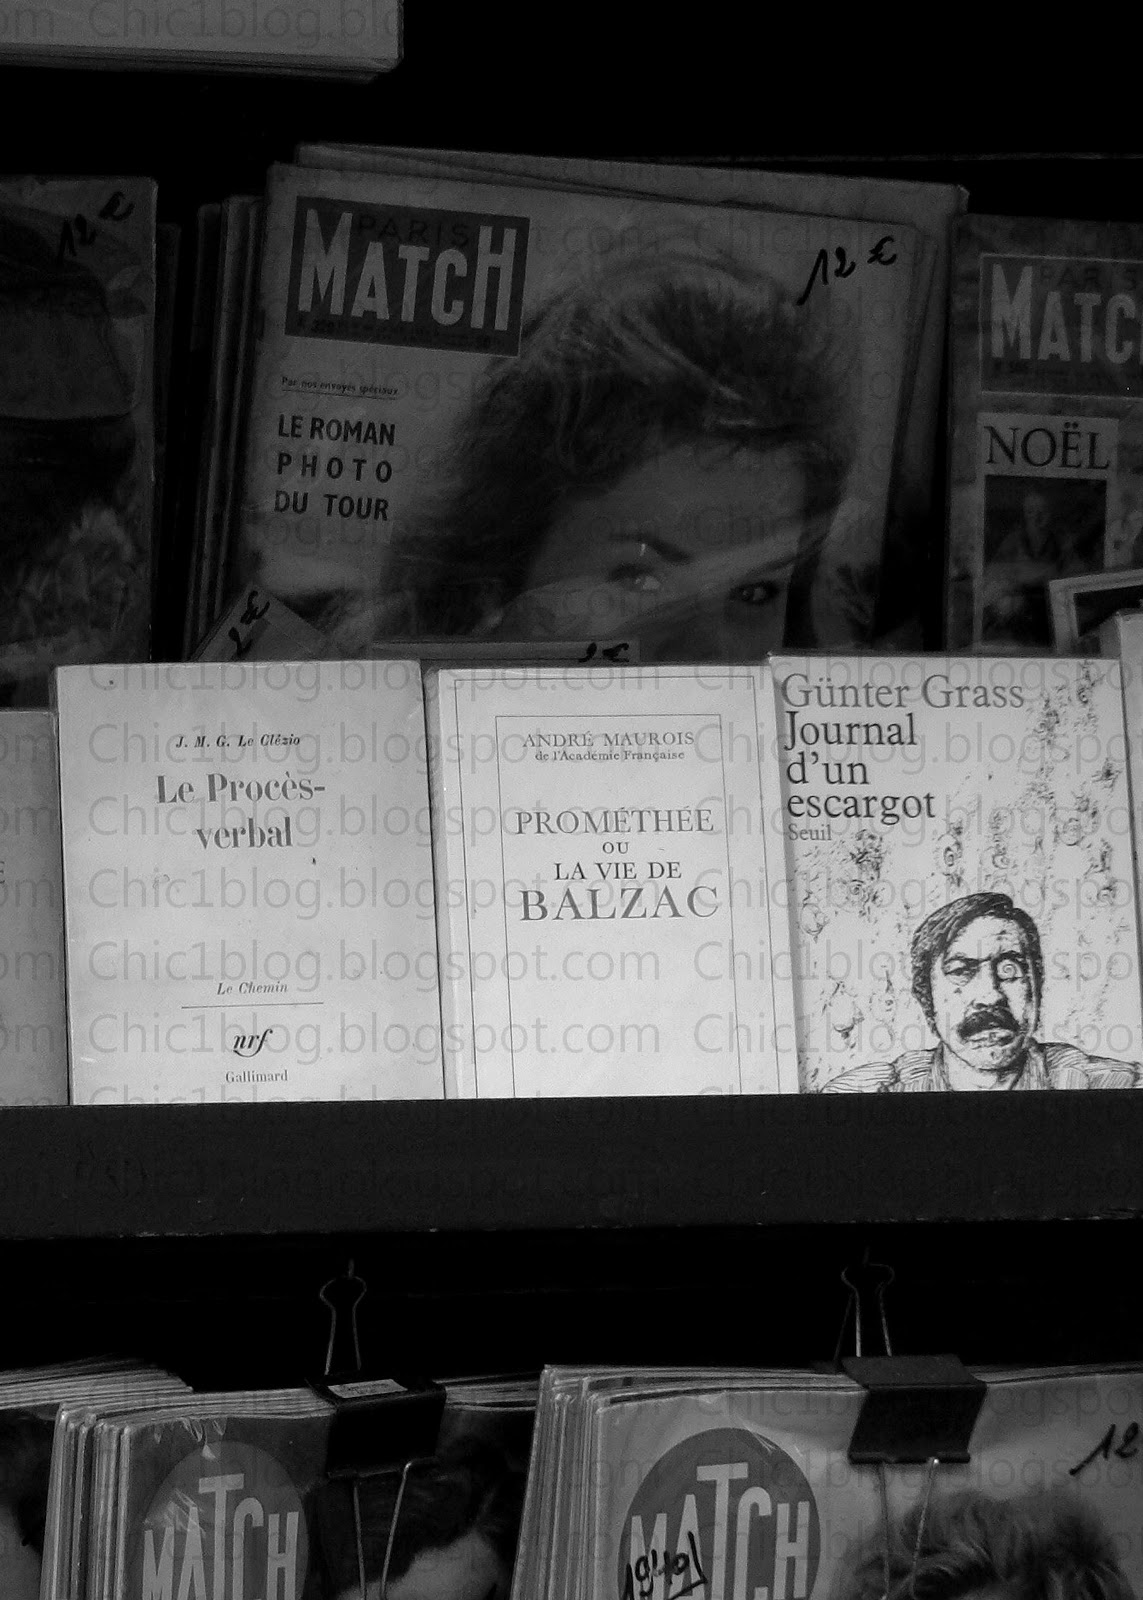 Chic1blog.blogspot.com
12 €
PARIS
MATCH
12 €
Par nos envoyés spéciaux
LE ROMAN
PHOTO
DU TOUR
PARIS
MATC
NOËL
€
€
J. M. G. Le Clézio
Le Procès-
verbal
Le Chemin
nrf
Gallimard
ANDRÉ MAUROIS
de l'Académie Française
PROMÉTHÉE
OU
LA VIE DE
BALZAC
Günter Grass
Journal
d'un
escargot
Seuil
MATCH
MATCH
1949
12